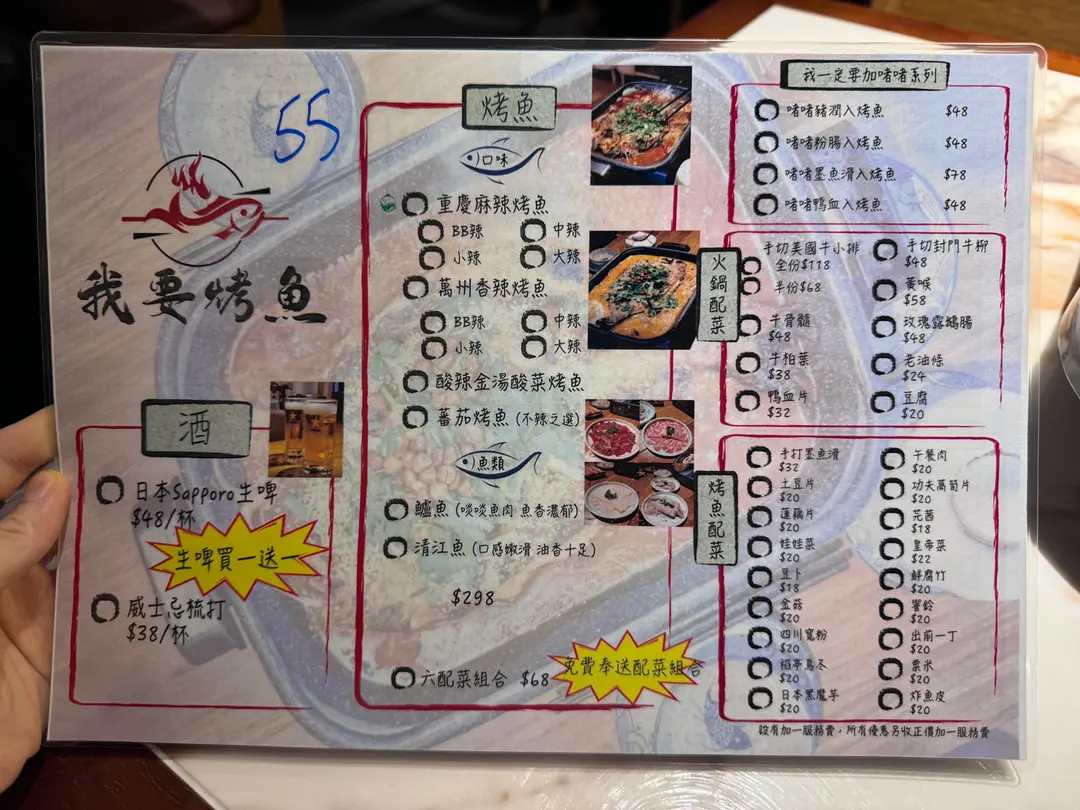 55
我要烤魚
酒
日本Sapporo生啤
$48/杯
生啤買一送一
威士忌梳打
$38/杯
烤魚
口味
重慶麻辣烤魚
BB辣 中辣
小辣 大辣
萬州香辣烤魚
BB辣 中辣
小辣 大辣
酸辣金湯酸菜烤魚
蕃茄烤魚 (不辣之選)
魚類
鱸魚 (啖啖魚肉 魚香濃郁)
清江魚 (口感嫩滑 油香十足)
$298
六配菜組合 $68
免費奉送配菜組合
我一定要加啫啫系列
啫啫豬潤入烤魚 $48
啫啫粉腸入烤魚 $48
啫啫墨魚滑入烤魚 $78
啫啫鴨血入烤魚 $48
火鍋配菜
手切美國牛小排
全份$118
半份$68
牛骨髓
$48
牛柏葉
$38
鴨血片
$32
手切封門牛柳
$48
黃喉
$58
玫瑰露鱔腸
$48
老油條
$24
豆腐
$20
烤魚配菜
手打墨魚滑
$32
土豆片
$20
蓮藕片
$20
娃娃菜
$20
豆卜
$18
金菇
$20
四川寬粉
$20
稻亭烏冬
$20
日本黑魔芋
$20
午餐肉
$20
功夫萵筍片
$20
芫茜
$18
皇帝菜
$22
鮮腐竹
$20
響鈴
$20
出前一丁
$20
粟米
$20
炸魚皮
$20
設有加一服務費，所有優惠另收正價加一服務費